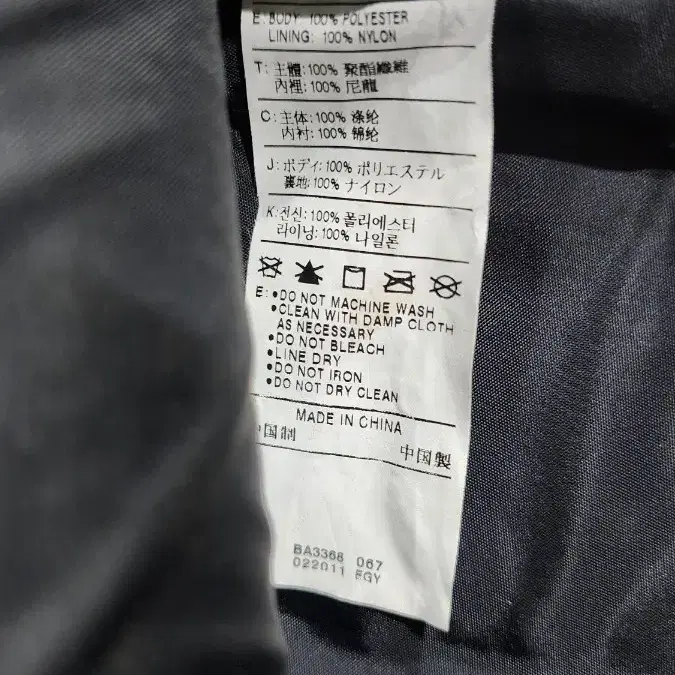 E: BODY: 100% POLYESTER
LINING: 100% NYLON
T: 主體:100% 聚酯纖維
內裡:100% 尼龍
C: 主体:100% 涤纶
内衬:100% 锦纶
J: ボディ:100% ポリエステル
裏地:100% ナイロン
K: 전신: 100% 폴리에스터
라이닝: 100% 나일론
E: •DO NOT MACHINE WASH
•CLEAN WITH DAMP CLOTH
AS NECESSARY
•DO NOT BLEACH
•LINE DRY
•DO NOT IRON
•DO NOT DRY CLEAN
MADE IN CHINA
中国制 中国製
BA3368 067
022011 EGY